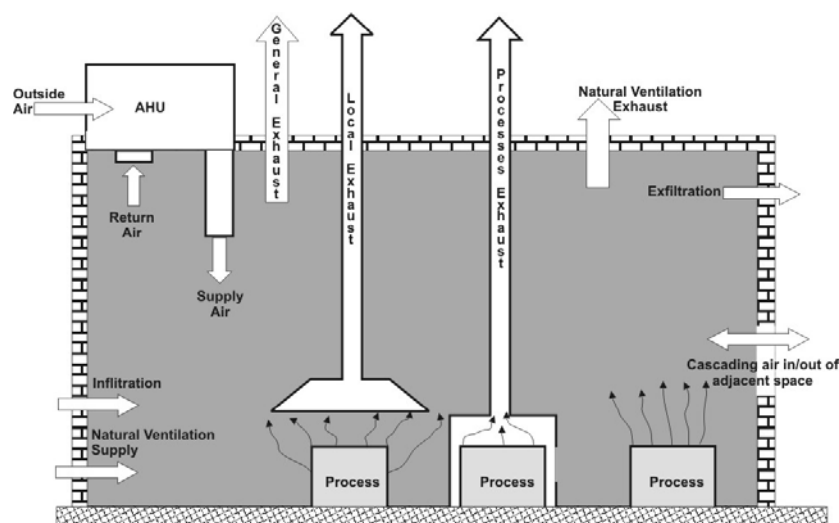 Outside
Air
AHU
General Exhaust
Local Exhaust
Processes Exhaust
Natural Ventilation
Exhaust
Return
Air
Exfiltration
Supply
Air
Cascading air in/out of
adjacent space
Inflitration
Natural Ventilation
Supply
Process
Process
Process